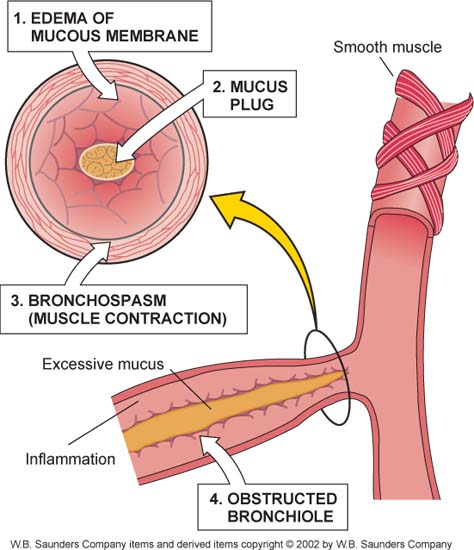 1. EDEMA OF
MUCOUS MEMBRANE
Smooth muscle
2. MUCUS
PLUG
3. BRONCHOSPASM
(MUSCLE CONTRACTION)
Excessive mucus
Inflammation
4. OBSTRUCTED
BRONCHIOLE
W.B. Saunders Company items and derived items copyright © 2002 by W.B. Saunders Company